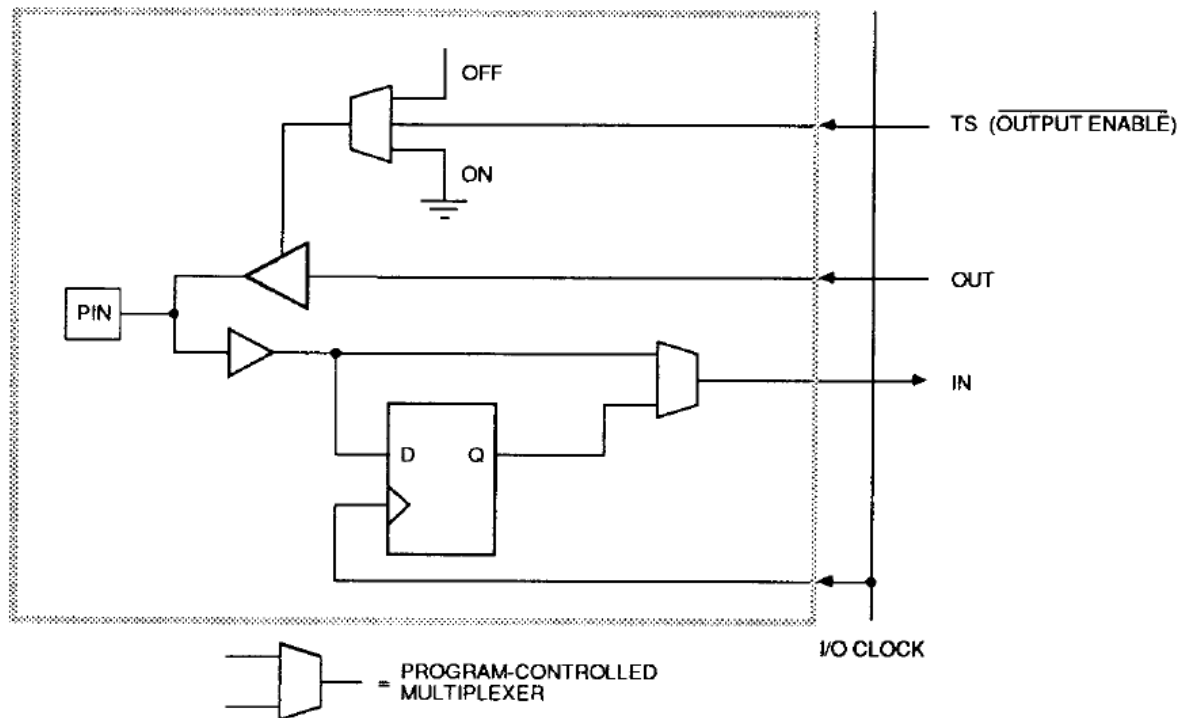 OFF
TS (OUTPUT ENABLE)
ON
OUT
PIN
IN
D Q
I/O CLOCK
= PROGRAM-CONTROLLED
MULTIPLEXER